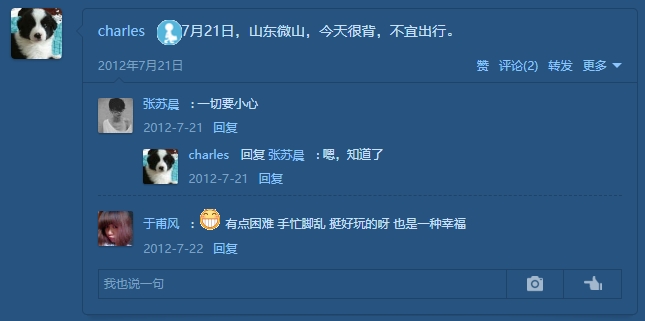 charles 7月21日，山东微山，今天很背，不宜出行。
2012年7月21日 赞 评论(2) 转发 更多
张苏晨 : 一切要小心
2012-7-21 回复
charles 回复 张苏晨 : 嗯，知道了
2012-7-21 回复
于甫风 : 有点困难 手忙脚乱 挺好玩的呀 也是一种幸福
2012-7-22 回复
我也说一句